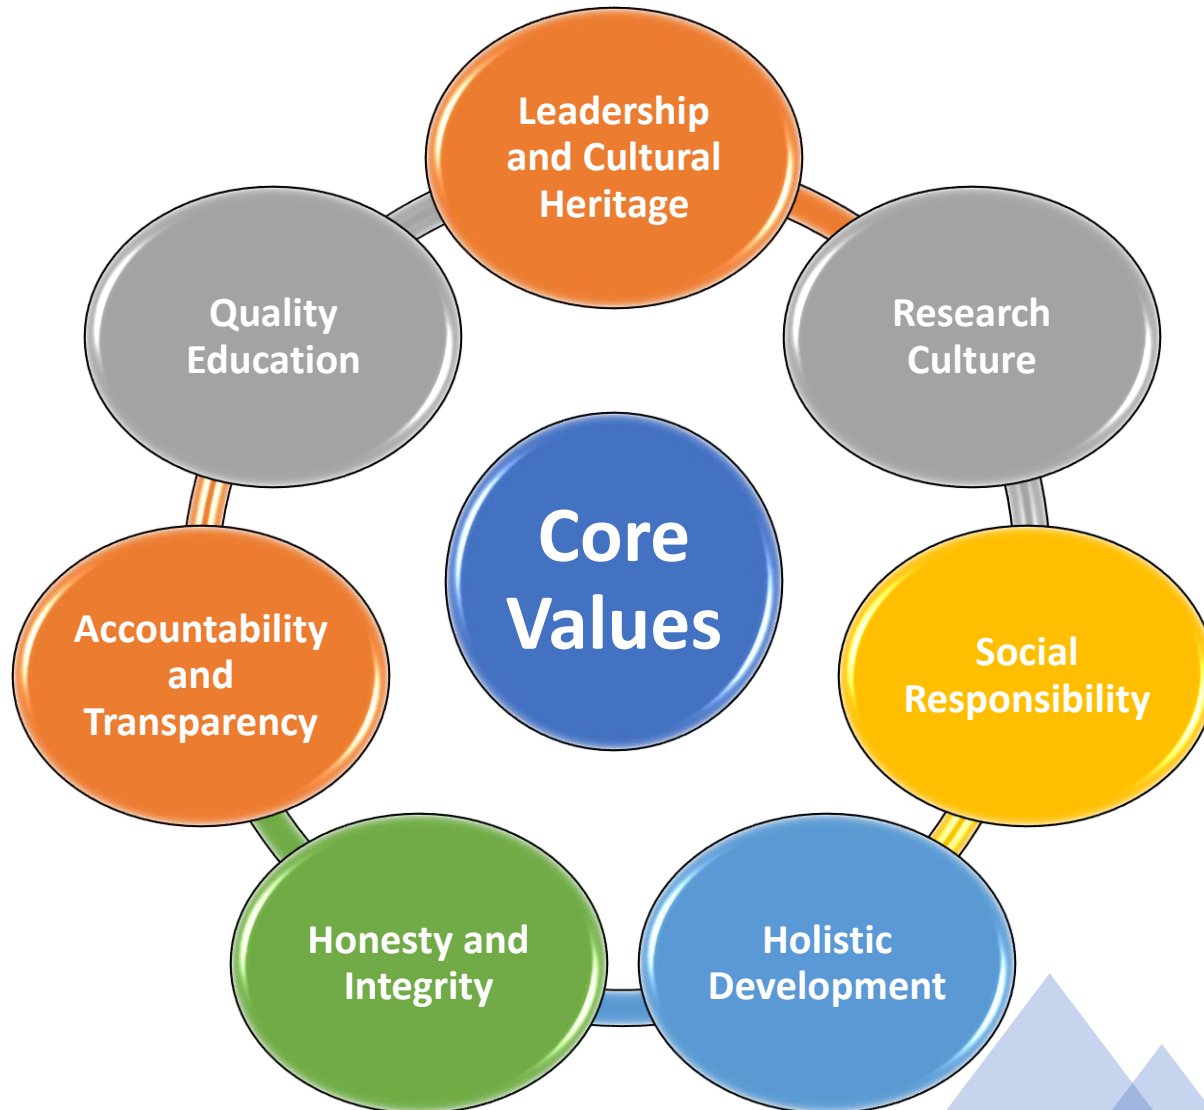 Leadership
and Cultural
Heritage
Research
Culture
Social
Responsibility
Holistic
Development
Honesty and
Integrity
Accountability
and
Transparency
Quality
Education
Core
Values